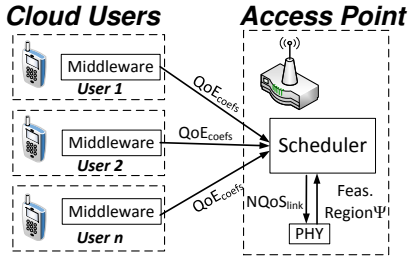 Cloud Users
Access Point
Middleware
User 1
QoEcoefs
Middleware
User 2
QoEcoefs
Middleware
User n
QoEcoefs
Scheduler
NQoSlink
Feas.
RegionΨ
PHY